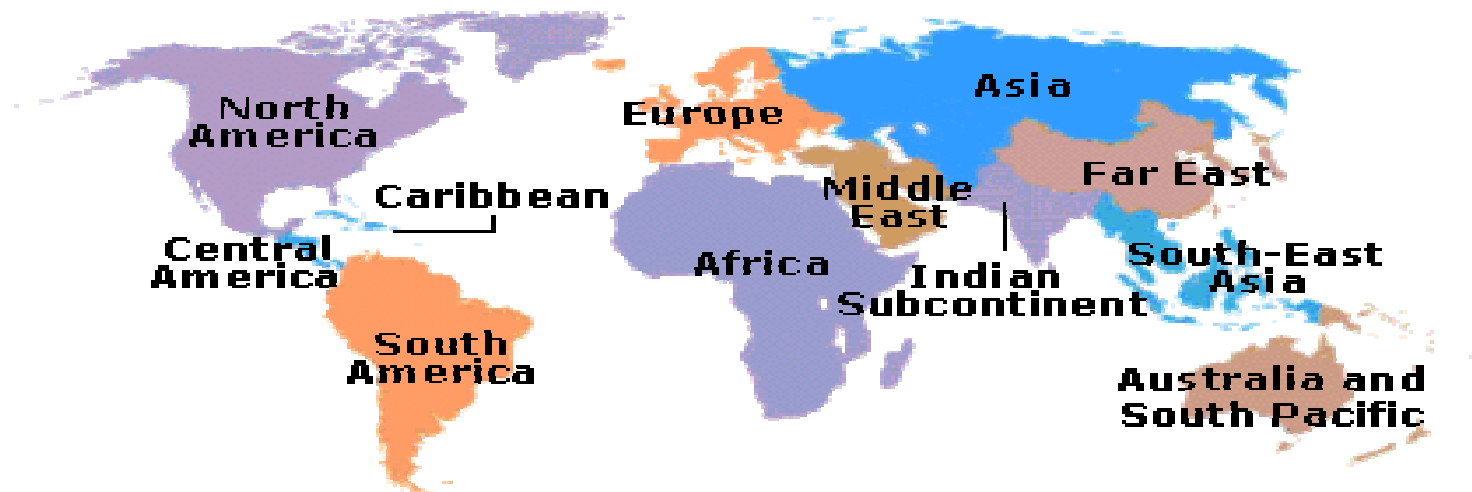 North
America
Caribbean
Central
America
South
America
Europe
Africa
Middle
East
Asia
Far East
Indian
Subcontinent
South-East
Asia
Australia and
South Pacific